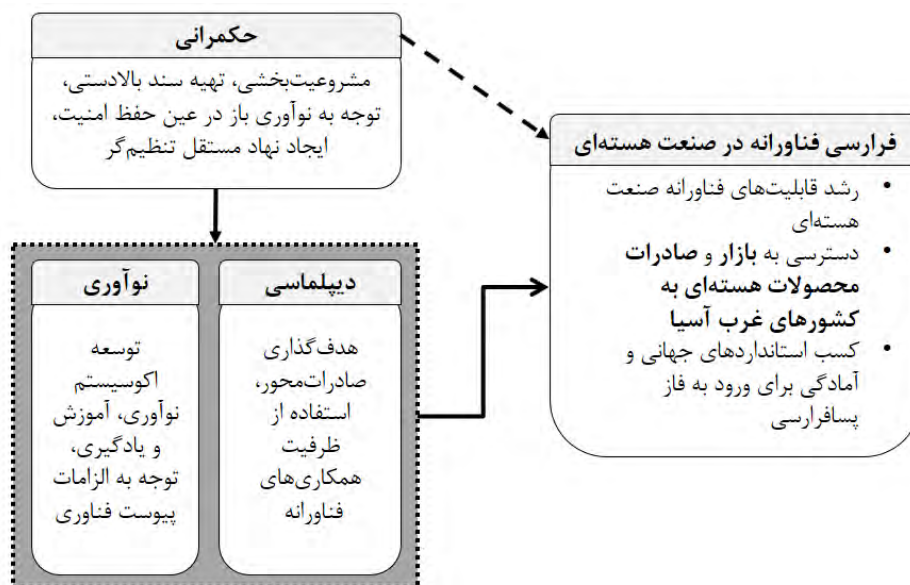 حکمرانی
مشروعیت‌بخشی، تهیه سند بالادستی،
توجه به نوآوری باز در عین حفظ امنیت،
ایجاد نهاد مستقل تنظیم‌گر
فرارسی فناورانه در صنعت هسته‌ای
• رشد قابلیت‌های فناورانه صنعت
هسته‌ای
• دسترسی به بازار و صادرات
محصولات هسته‌ای به
کشورهای غرب آسیا
• کسب استانداردهای جهانی و
آمادگی برای ورود به فاز
پسافرارسی
دیپلماسی
هدف‌گذاری
صادرات‌محور،
استفاده از
ظرفیت
همکاری‌های
فناورانه
نوآوری
توسعه
اکوسیستم
نوآوری، آموزش
و یادگیری،
توجه به الزامات
پیوست فناوری